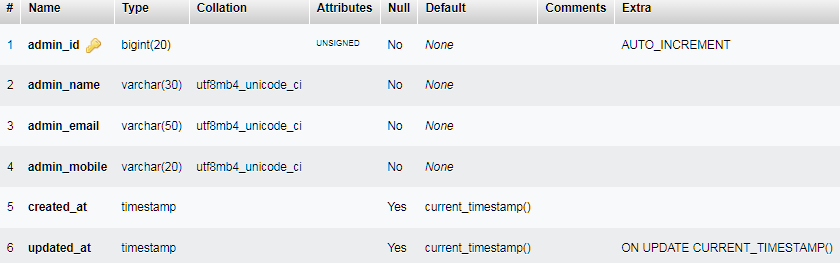 # Name Type Collation Attributes Null Default Comments Extra
1 admin_id bigint(20) UNSIGNED No None AUTO_INCREMENT
2 admin_name varchar(30) utf8mb4_unicode_ci No None
3 admin_email varchar(50) utf8mb4_unicode_ci No None
4 admin_mobile varchar(20) utf8mb4_unicode_ci No None
5 created_at timestamp Yes current_timestamp()
6 updated_at timestamp Yes current_timestamp() ON UPDATE CURRENT_TIMESTAMP()